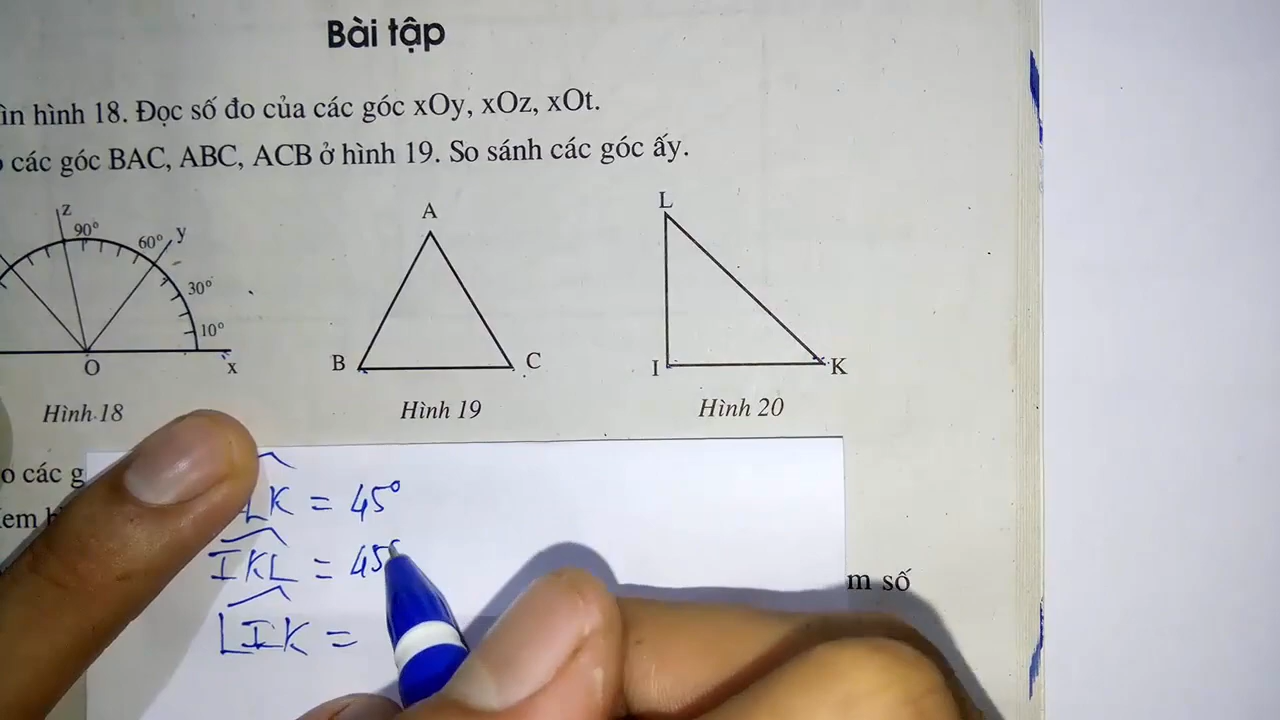 Bài tập
ìn hình 18. Đọc số đo của các góc xOy, xOz, xOt.
các góc BAC, ABC, ACB ở hình 19. So sánh các góc ấy.
z
90°
60°
y
30°
10°
O
x
Hình 18
A
B
C
Hình 19
L
I
K
Hình 20
o các g
LK = 45°
IKL = 45°
LIK =
m số